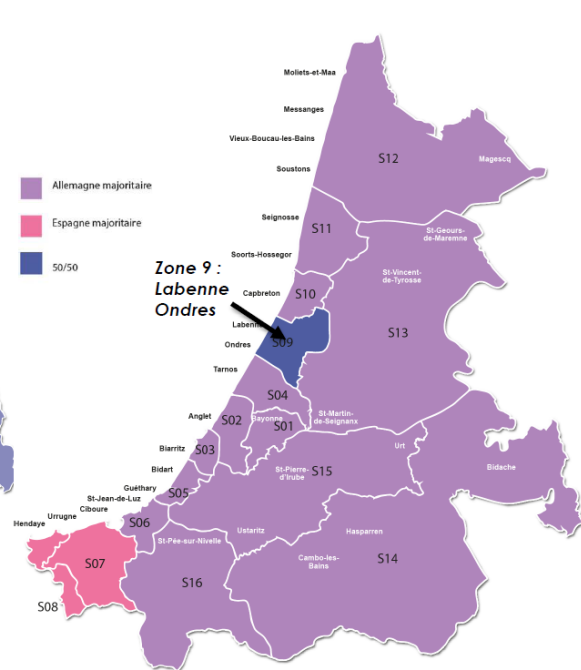 Moliets-et-Maa
Messanges
Vieux-Boucau-les-Bains
Soustons
S12
Magescq
Allemagne majoritaire
Espagne majoritaire
50/50
Seignosse
S11
St-Geours-
de-Maremne
Soorts-Hossegor
Zone 9 :
Labenne
Ondres
St-Vincent-
de-Tyrosse
Capbreton
S10
Labenne
S09
S13
Ondres
Tarnos
S04
Anglet
S02
Bayonne
S01
St-Martin-
de-Seignanx
Biarritz
S03
Urt
Bidart
St-Pierre-
d'Irube
S15
Bidache
Guéthary
S05
St-Jean-de-Luz
Ciboure
Urrugne
Hendaye
S06
St-Pée-sur-Nivelle
Ustaritz
Hasparren
Cambo-les-
Bains
S14
S07
S16
S08